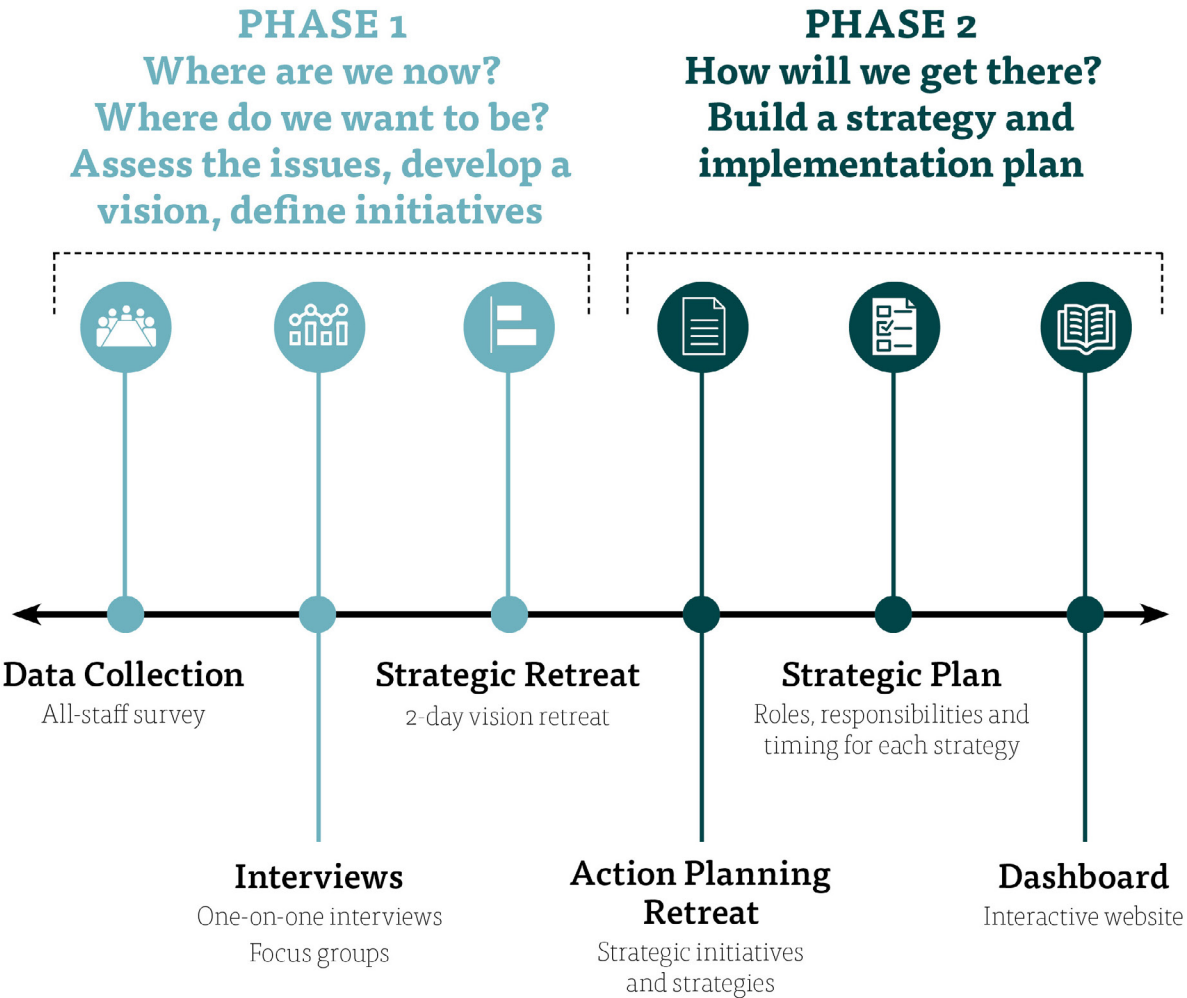 PHASE 1
Where are we now?
Where do we want to be?
Assess the issues, develop a
vision, define initiatives
PHASE 2
How will we get there?
Build a strategy and
implementation plan
Data Collection
All-staff survey
Interviews
One-on-one interviews
Focus groups
Strategic Retreat
2-day vision retreat
Action Planning
Retreat
Strategic initiatives
and strategies
Strategic Plan
Roles, responsibilities and
timing for each strategy
Dashboard
Interactive website